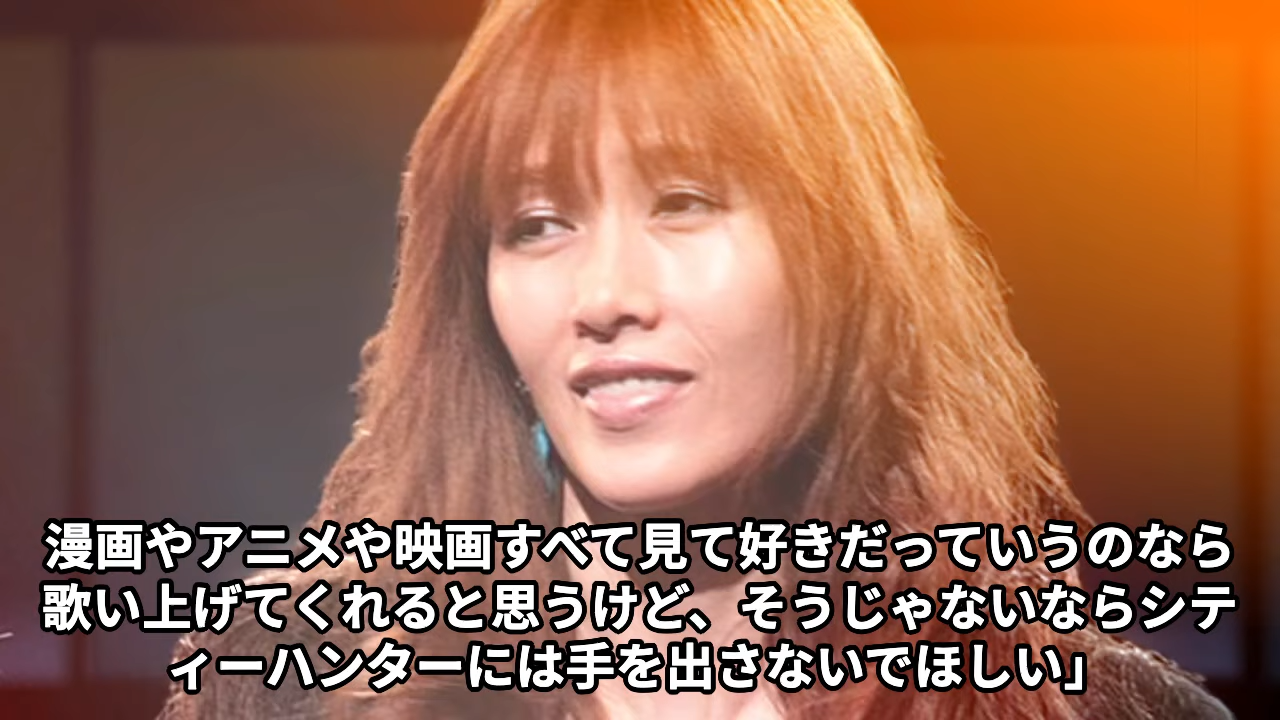 漫画やアニメや映画すべて見て好きだっていうのなら
歌い上げてくれると思うけど、そうじゃないならシテ
ィーハンターには手を出さないでほしい」